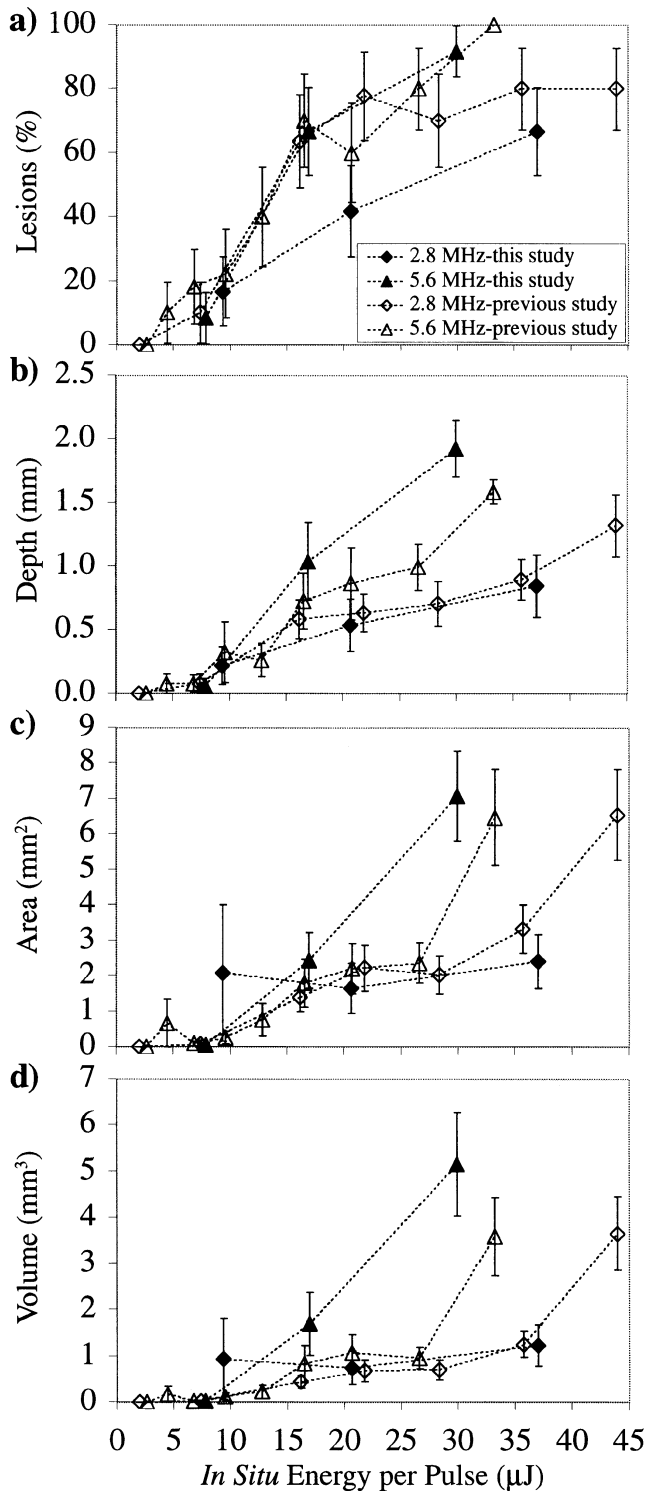 a)
100
80
60
40
20
0
Lesions (%)
2.8 MHz-this study
5.6 MHz-this study
2.8 MHz-previous study
5.6 MHz-previous study
b)
2.5
2.0
1.5
1.0
0.5
0.0
Depth (mm)
c)
9
8
7
6
5
4
3
2
1
0
Area (mm²)
d)
7
6
5
4
3
2
1
0
Volume (mm³)
0 5 10 15 20 25 30 35 40 45
In Situ Energy per Pulse (μJ)